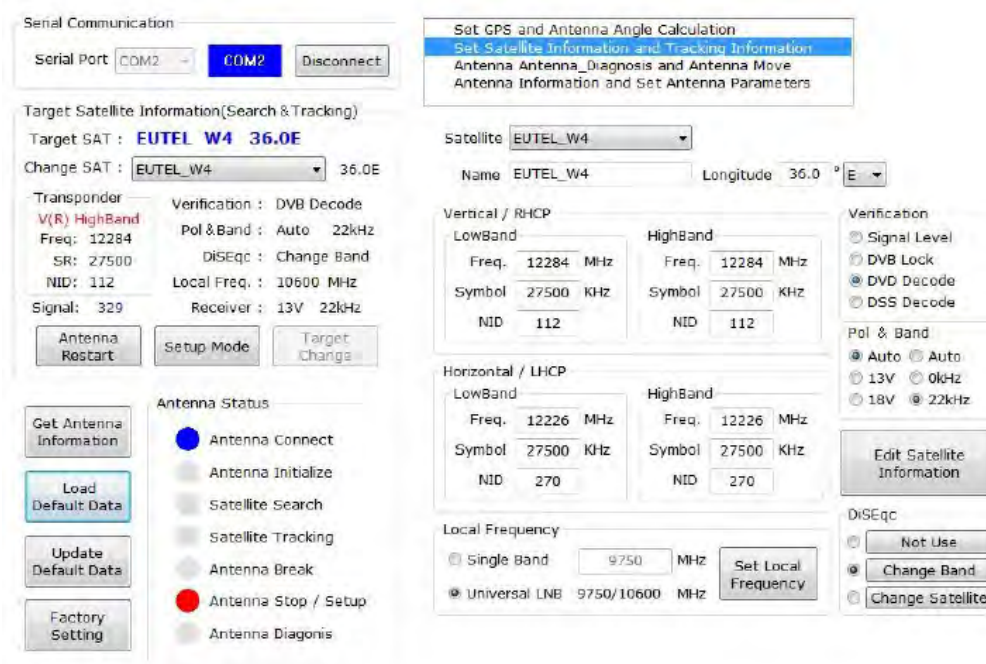 Serial Communication
Serial Port COM2 COM2 Disconnect
Target Satellite Information(Search &Tracking)
Target SAT : EUTEL W4 36.0E
Change SAT : EUTEL_W4 36.0E
Transponder
V(R) HighBand
Freq: 12284
SR: 27500
NID: 112
Signal: 329
Verification : DVB Decode
Pol &Band : Auto 22kHz
DiSEqc : Change Band
Local Freq. : 10600 MHz
Receiver : 13V 22kHz
Antenna Restart
Setup Mode
Target Change
Get Antenna Information
Load Default Data
Update Default Data
Factory Setting
Antenna Status
Antenna Connect
Antenna Initialize
Satellite Search
Satellite Tracking
Antenna Break
Antenna Stop / Setup
Antenna Diagonis
Set GPS and Antenna Angle Calculation
Set Satellite Information and Tracking Information
Antenna Antenna_Diagnosis and Antenna Move
Antenna Information and Set Antenna Parameters
Satellite EUTEL_W4
Name EUTEL_W4 Longitude 36.0 ° E
Vertical / RHCP
LowBand
Freq. 12284 MHz
Symbol 27500 KHz
NID 112
HighBand
Freq. 12284 MHz
Symbol 27500 KHz
NID 112
Horizontal / LHCP
LowBand
Freq. 12226 MHz
Symbol 27500 KHz
NID 270
HighBand
Freq. 12226 MHz
Symbol 27500 KHz
NID 270
Local Frequency
Single Band 9750 MHz
Universal LNB 9750/10600 MHz
Set Local Frequency
Verification
Signal Level
DVB Lock
DVD Decode
DSS Decode
Pol & Band
Auto Auto
13V 0kHz
18V 22kHz
Edit Satellite Information
DiSEqc
Not Use
Change Band
Change Satellite